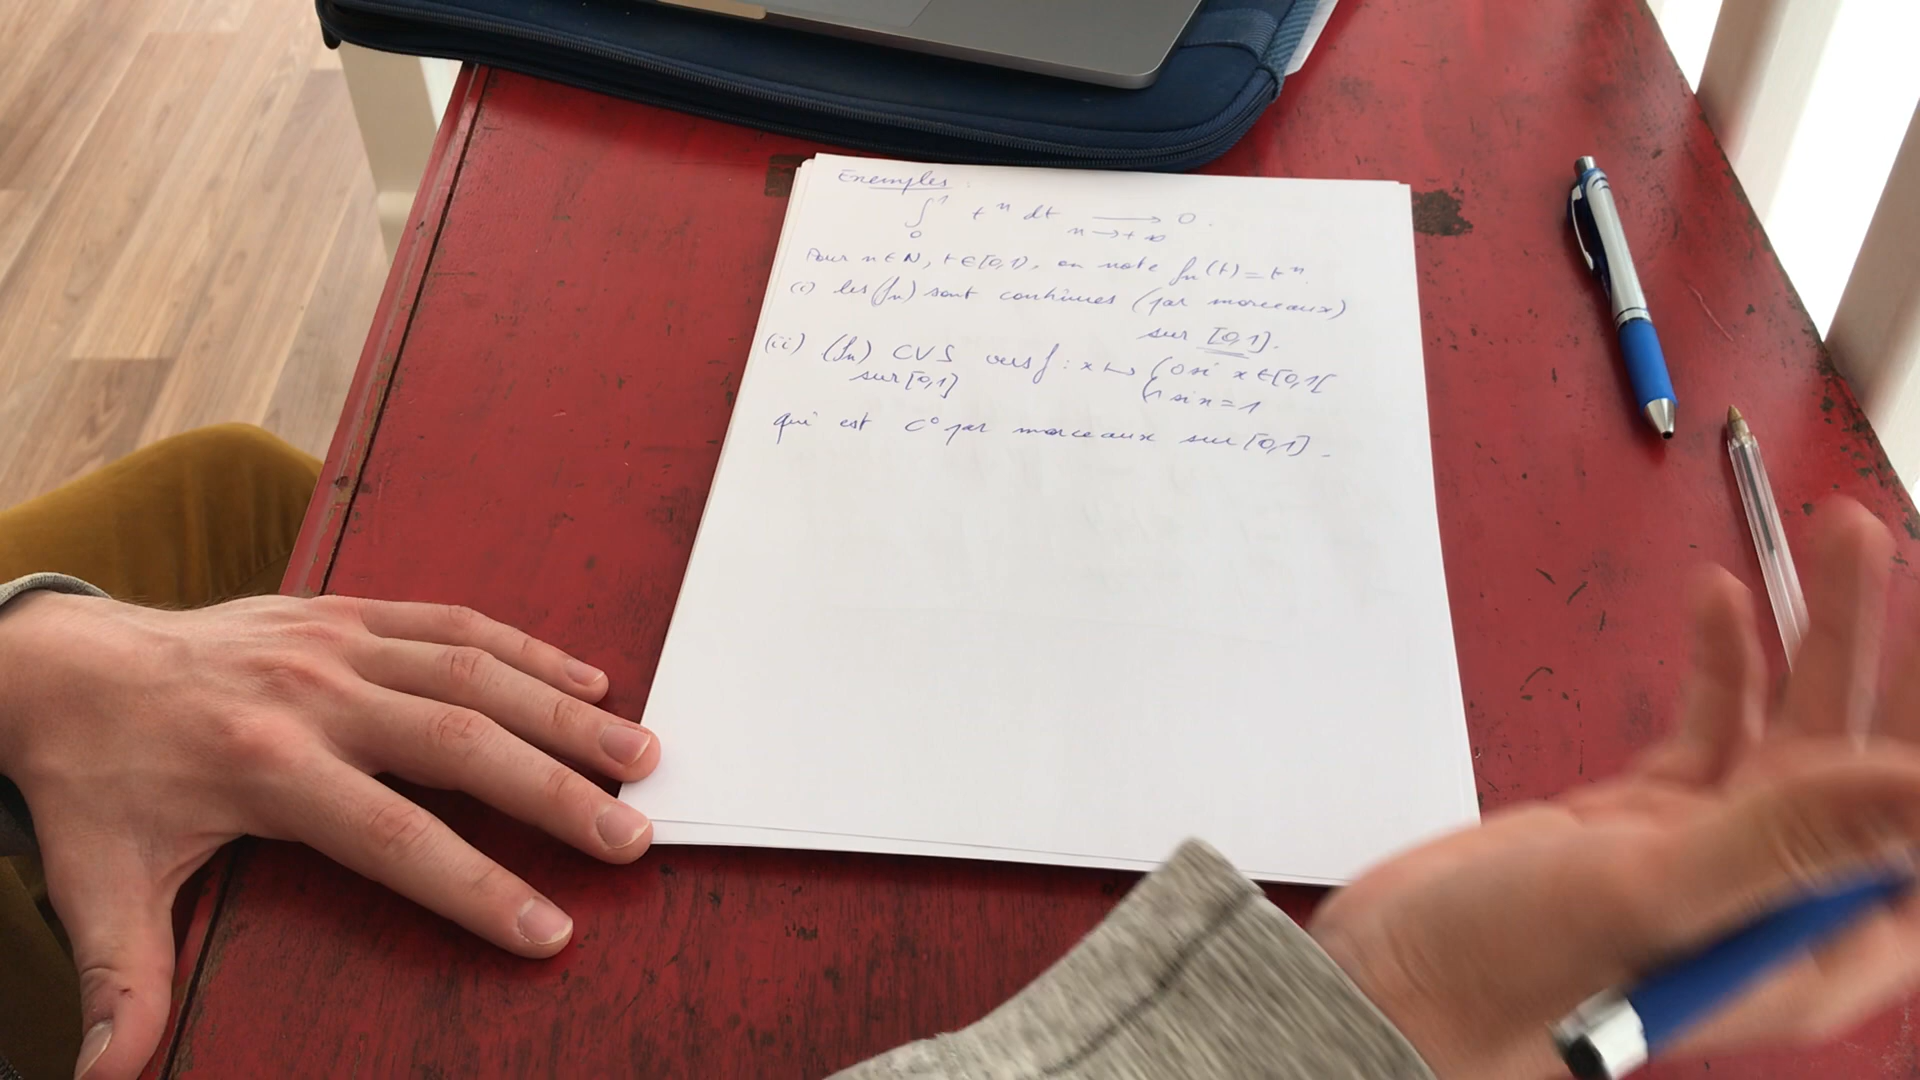 Exemples :
∫₀¹ tⁿ dt ⟶ 0.
n → +∞
Pour n ∈ N, t ∈ [0,1], on note fn(t) = tⁿ.
(i) les (fn) sont continues (par morceaux)
sur [0,1].
(ii) (fn) CVS vers f : x ↦ { 0 si x ∈ [0,1[
sur [0,1] { 1 si x = 1
qui est C⁰ par morceaux sur [0,1].